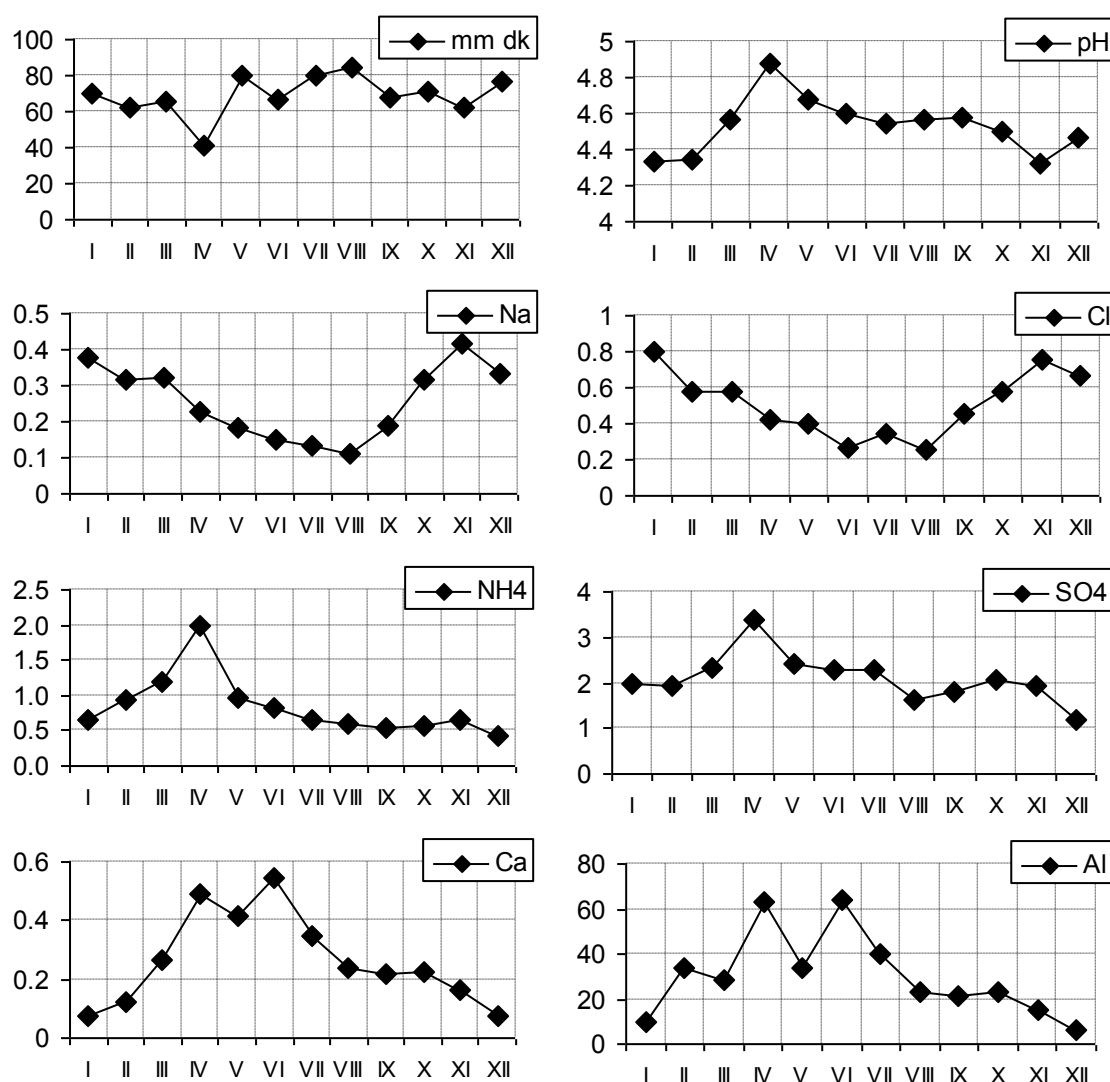 mm dk
100
80
60
40
20
0
I II III IV V VI VII VIII IX X XI XII
pH
5
4.8
4.6
4.4
4.2
4
I II III IV V VI VII VIII IX X XI XII
Na
0.5
0.4
0.3
0.2
0.1
0
I II III IV V VI VII VIII IX X XI XII
Cl
1
0.8
0.6
0.4
0.2
0
I II III IV V VI VII VIII IX X XI XII
NH4
2.5
2.0
1.5
1.0
0.5
0.0
I II III IV V VI VII VIII IX X XI XII
SO4
4
3
2
1
0
I II III IV V VI VII VIII IX X XI XII
Ca
0.6
0.4
0.2
0
I II III IV V VI VII VIII IX X XI XII
Al
80
60
40
20
0
I II III IV V VI VII VIII IX X XI XII